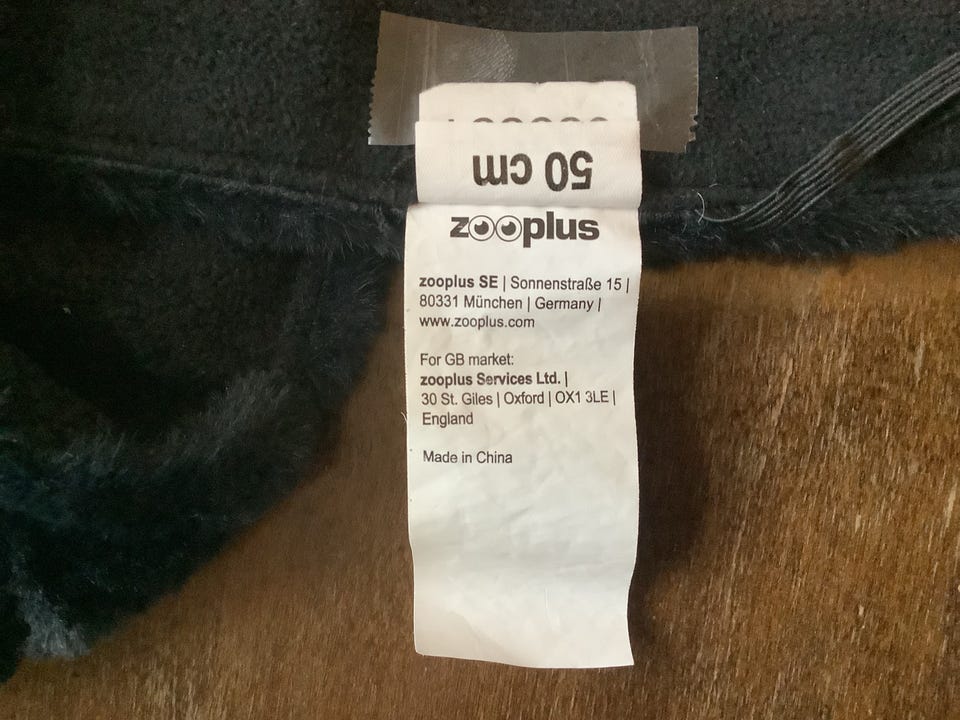 50 cm
zooplus
zooplus SE | Sonnenstraße 15 |
80331 München | Germany |
www.zooplus.com
For GB market:
zooplus Services Ltd. |
30 St. Giles | Oxford | OX1 3LE |
England
Made in China